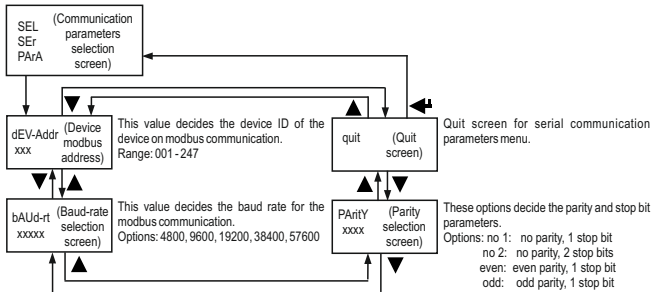 SEL (Communication
SEr parameters
PArA selection
screen)
dEV-Addr (Device
xxx modbus
address)
This value decides the device ID of the
device on modbus communication.
Range: 001 - 247
quit (Quit
screen)
Quit screen for serial communication
parameters menu.
bAUd-rt (Baud-rate
xxxxx selection
screen)
This value decides the baud rate for the
modbus communication.
Options: 4800, 9600, 19200, 38400, 57600
PAritY (Parity
xxxx selection
screen)
These options decide the parity and stop bit
parameters.
Options: no 1: no parity, 1 stop bit
no 2: no parity, 2 stop bits
even: even parity, 1 stop bit
odd: odd parity, 1 stop bit